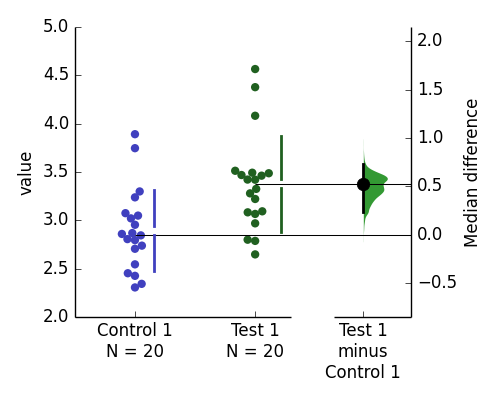 5.0
4.5
4.0
3.5
3.0
2.5
2.0
value
2.0
1.5
1.0
0.5
0.0
−0.5
Median difference
Control 1
N = 20
Test 1
N = 20
Test 1
minus
Control 1